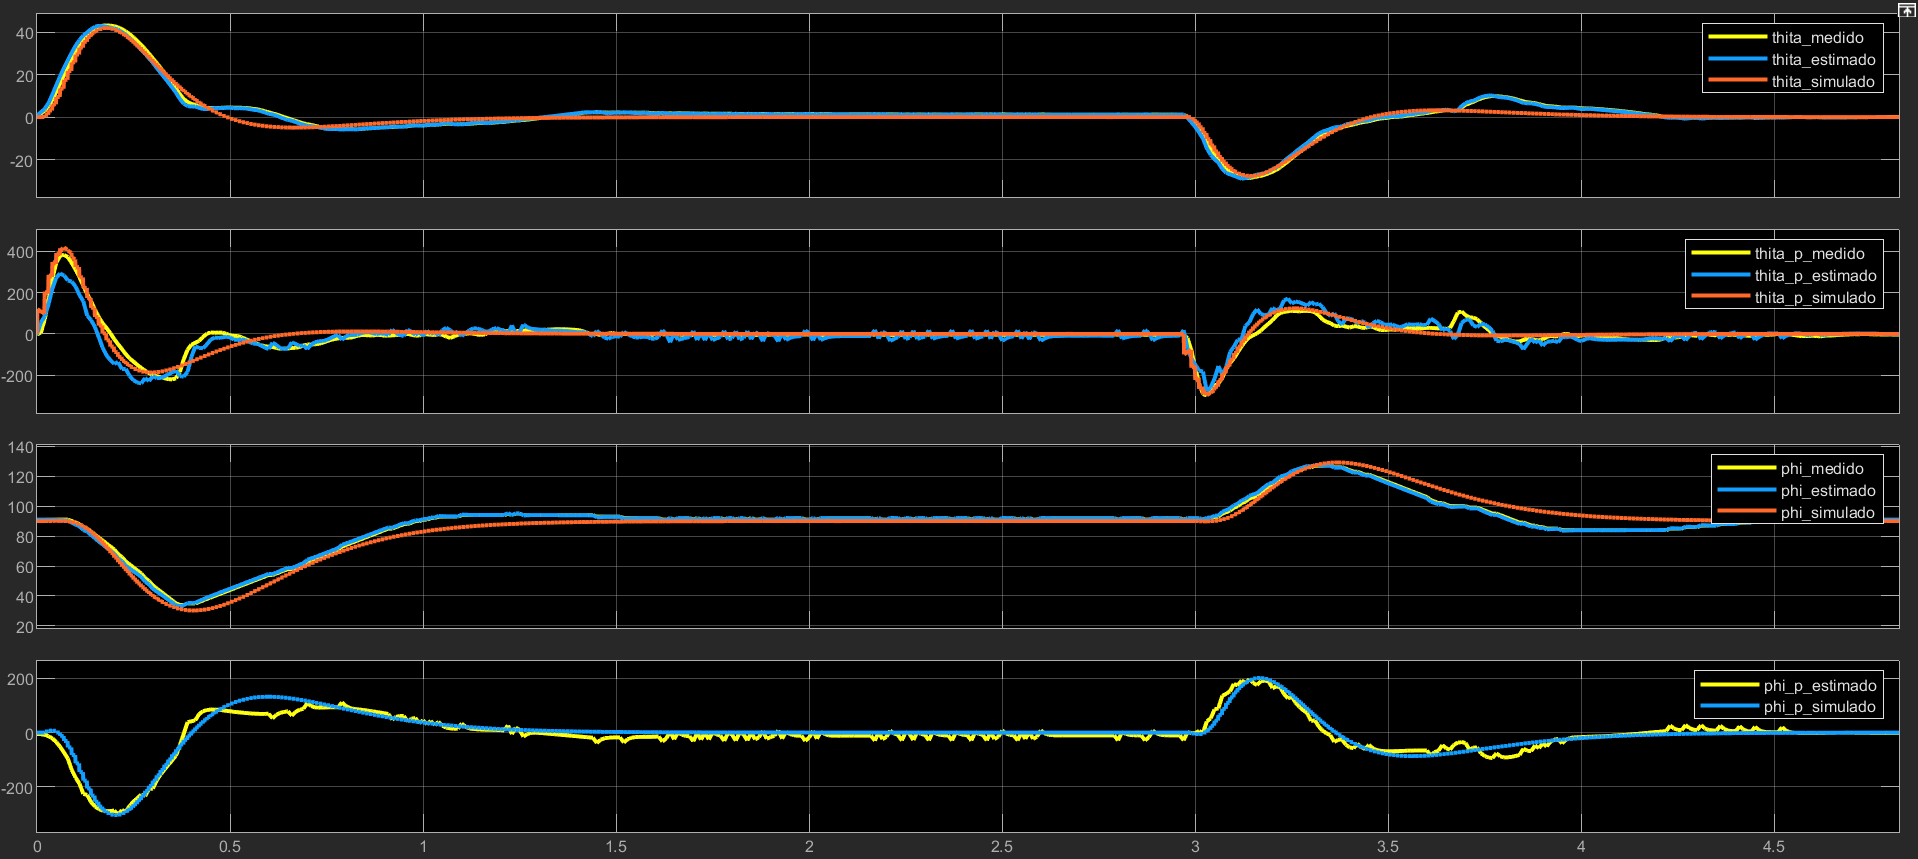 40
20
0
-20
thita_medido
thita_estimado
thita_simulado
400
200
0
-200
thita_p_medido
thita_p_estimado
thita_p_simulado
140
120
100
80
60
40
20
phi_medido
phi_estimado
phi_simulado
200
0
-200
phi_p_estimado
phi_p_simulado
0 0.5 1 1.5 2 2.5 3 3.5 4 4.5